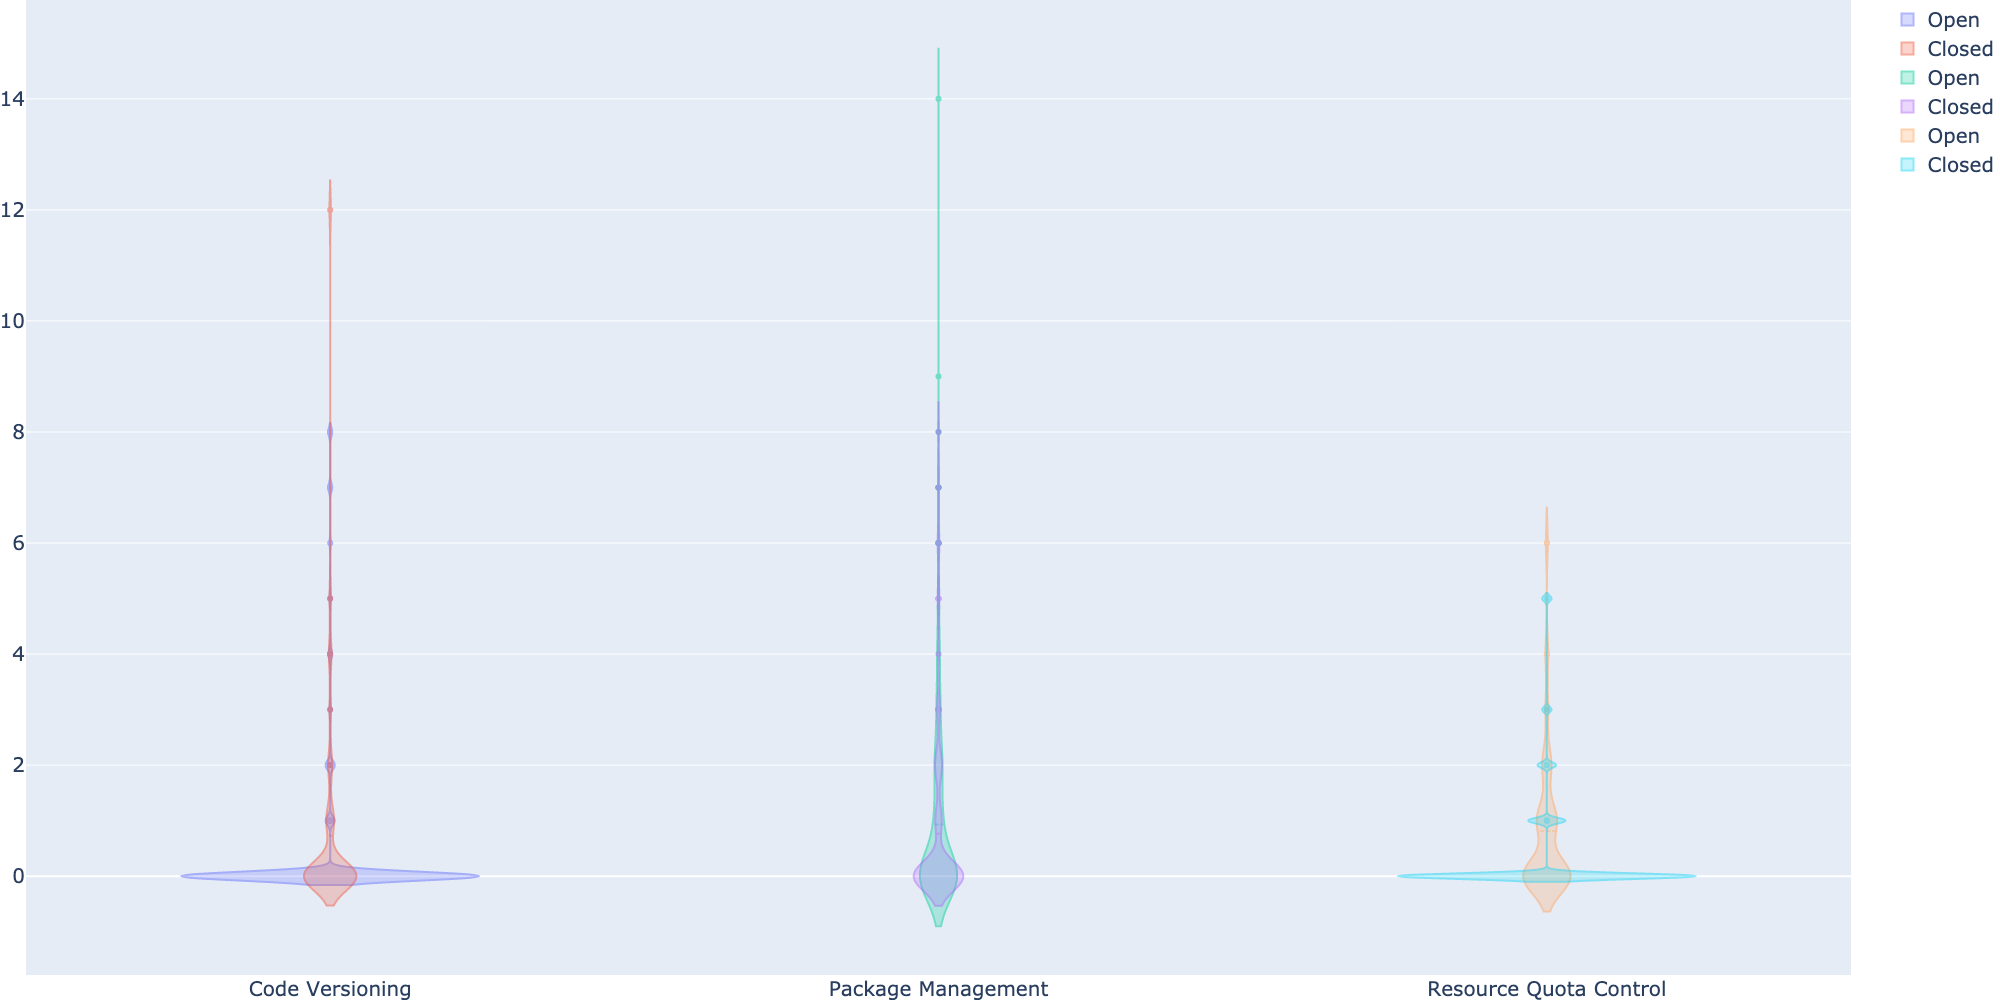 Open
Closed
Open
Closed
Open
Closed
14
12
10
8
6
4
2
0
Code Versioning
Package Management
Resource Quota Control